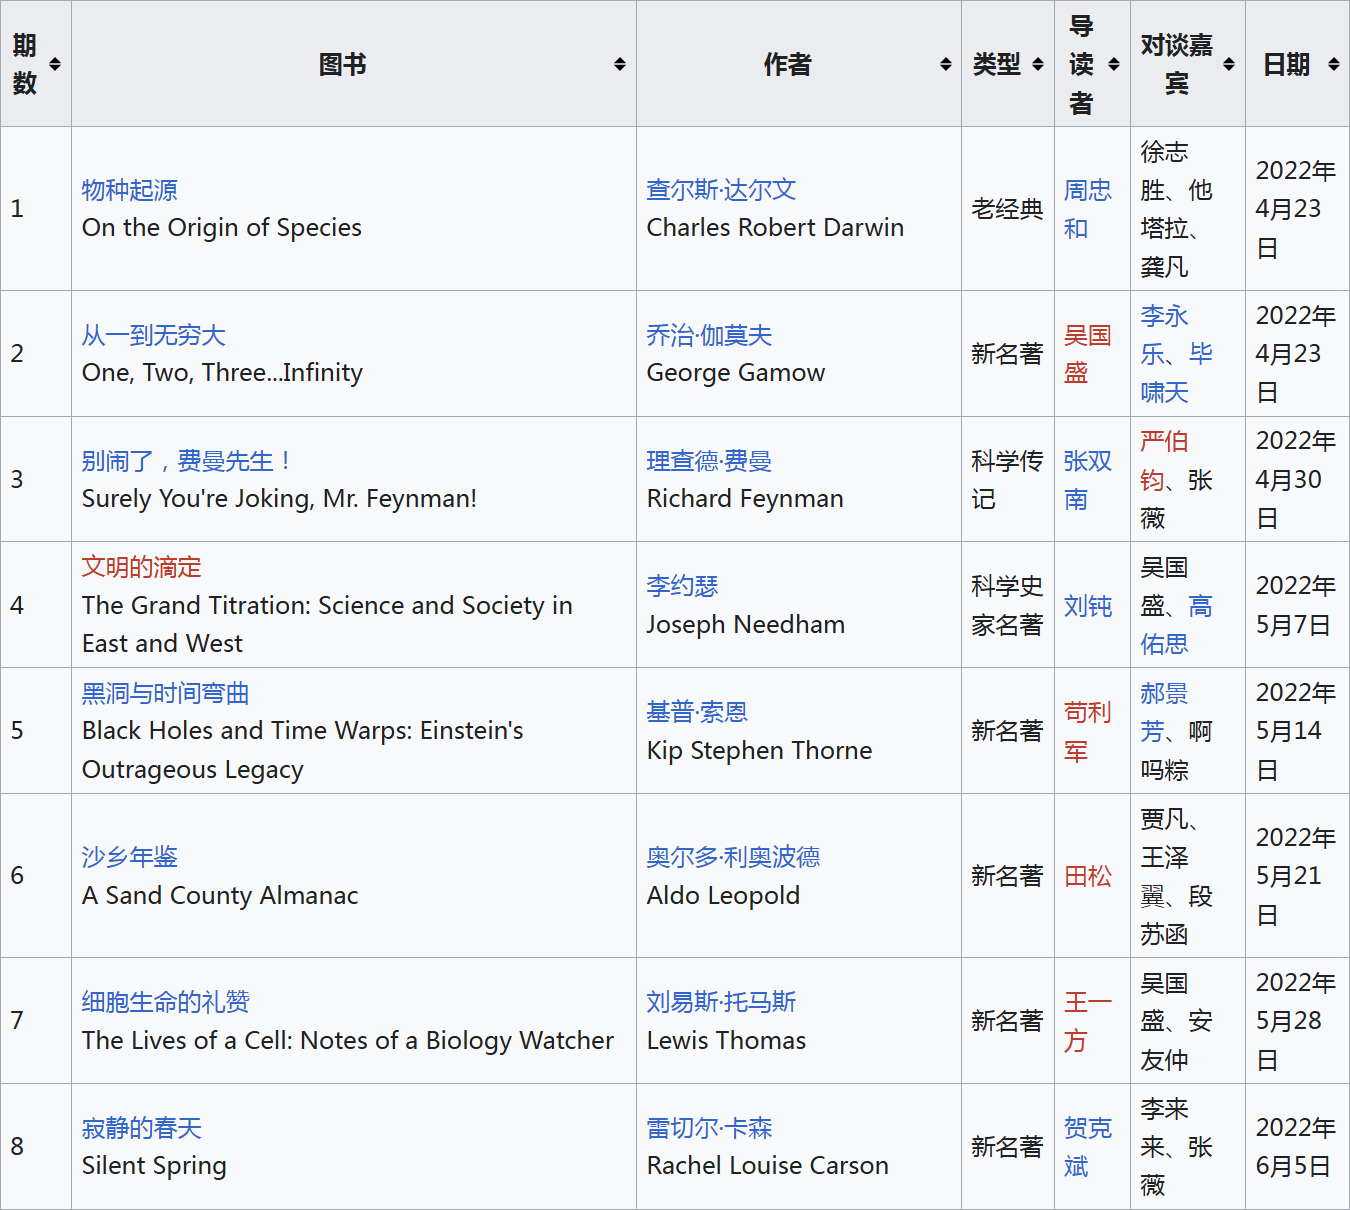 期数
图书
作者
类型
导读者
对谈嘉宾
日期
1
物种起源
On the Origin of Species
查尔斯·达尔文
Charles Robert Darwin
老经典
周忠
和
徐志
胜、他
塔拉、
龚凡
2022年
4月23
日
2
从一到无穷大
One, Two, Three...Infinity
乔治·伽莫夫
George Gamow
新名著
吴国
盛
李永
乐、毕
啸天
2022年
4月23
日
3
别闹了，费曼先生！
Surely You're Joking, Mr. Feynman!
理查德·费曼
Richard Feynman
科学传
记
张双
南
严伯
钧、张
薇
2022年
4月30
日
4
文明的滴定
The Grand Titration: Science and Society in
East and West
李约瑟
Joseph Needham
科学史
家名著
刘钝
吴国
盛、高
佑思
2022年
5月7日
5
黑洞与时间弯曲
Black Holes and Time Warps: Einstein's
Outrageous Legacy
基普·索恩
Kip Stephen Thorne
新名著
苟利
军
郝景
芳、啊
吗粽
2022年
5月14
日
6
沙乡年鉴
A Sand County Almanac
奥尔多·利奥波德
Aldo Leopold
新名著
田松
贾凡、
王泽
翼、段
苏函
2022年
5月21
日
7
细胞生命的礼赞
The Lives of a Cell: Notes of a Biology Watcher
刘易斯·托马斯
Lewis Thomas
新名著
王一
方
吴国
盛、安
友仲
2022年
5月28
日
8
寂静的春天
Silent Spring
雷切尔·卡森
Rachel Louise Carson
新名著
贺克
斌
李来
来、张
薇
2022年
6月5日